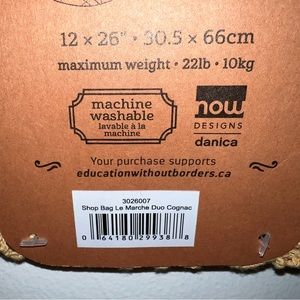 12 × 26" · 30.5 × 66cm
maximum weight · 22lb · 10kg
machine
washable
lavable à la
machine
now
DESIGNS
danica
Your purchase supports
educationwithoutborders.ca
3026007
Shop Bag Le Marche Duo Cognac
0 64180 29938 8